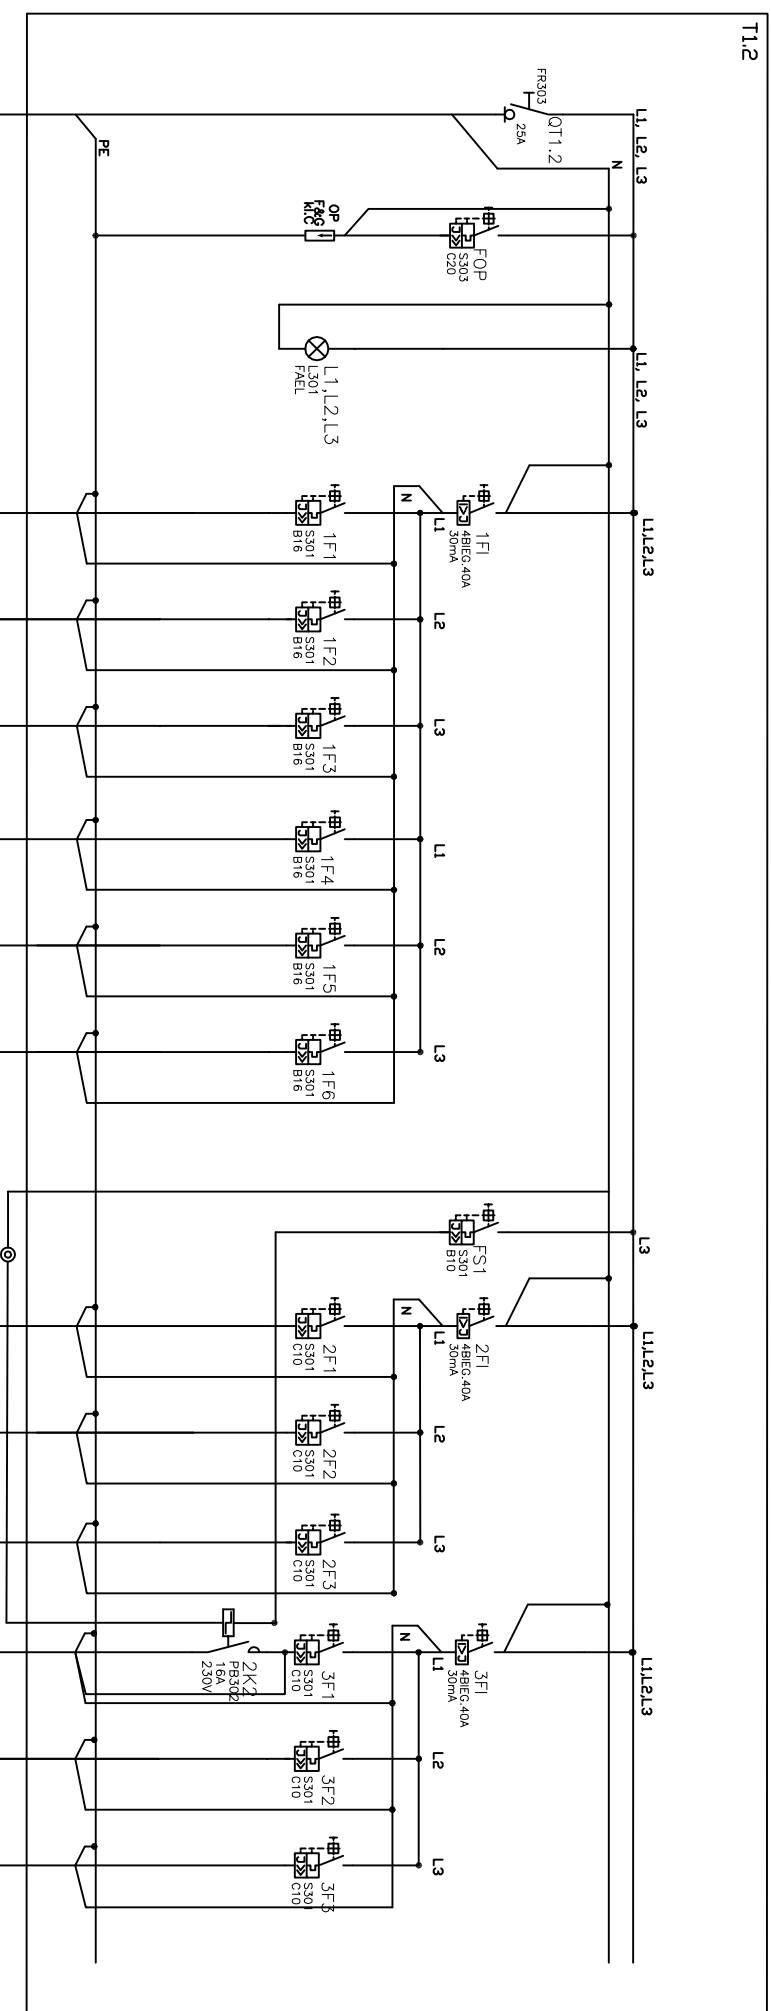 T1.2
L1, L2, L3
N
FR303
QT1.2
25A
PE
OP
F&G
kl.C
FOP
S303
C20
L1, L2, L3
L1,L2,L3
L301
FAEL
L1,L2,L3
1FI
4BIEG.40A
30mA
N
L1
1F1
S301
B16
L2
1F2
S301
B16
L3
1F3
S301
B16
L1
1F4
S301
B16
L2
1F5
S301
B16
L3
1F6
S301
B16
L3
FS1
S301
B10
L1,L2,L3
2FI
4BIEG.40A
30mA
N
L1
2F1
S301
C10
L2
2F2
S301
C10
L3
2F3
S301
C10
L1,L2,L3
3FI
4BIEG.40A
30mA
N
L1
3F1
S301
C10
2K2
PB302
16A
230V
L2
3F2
S301
C10
L3
3F3
S301
C10